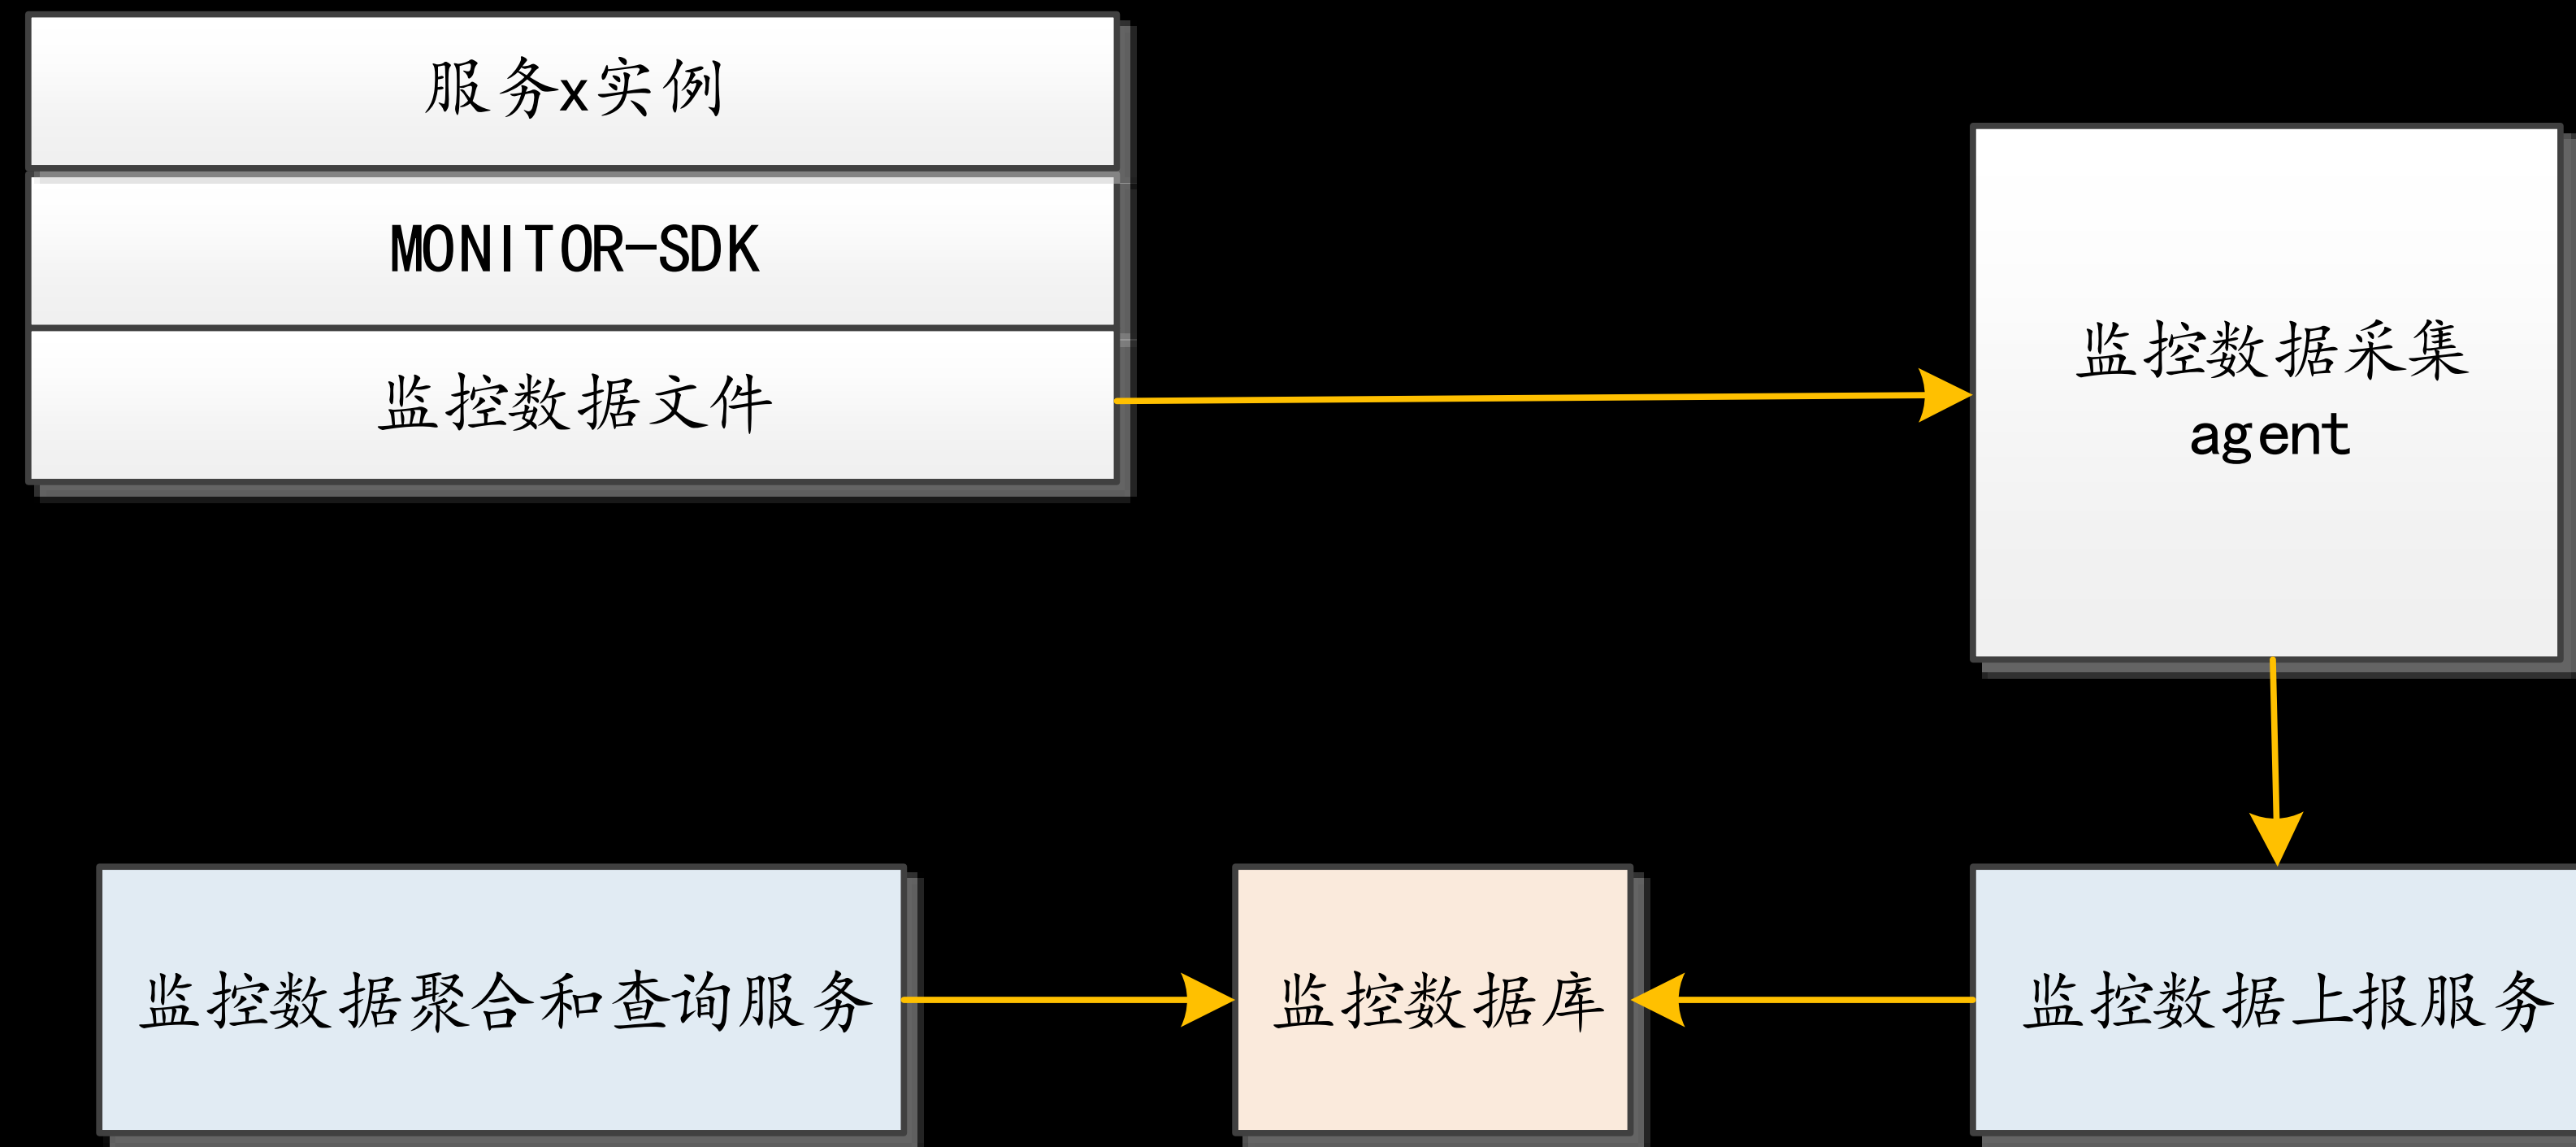 服务x实例
MONITOR-SDK
监控数据文件
监控数据采集
agent
监控数据聚合和查询服务
监控数据库
监控数据上报服务